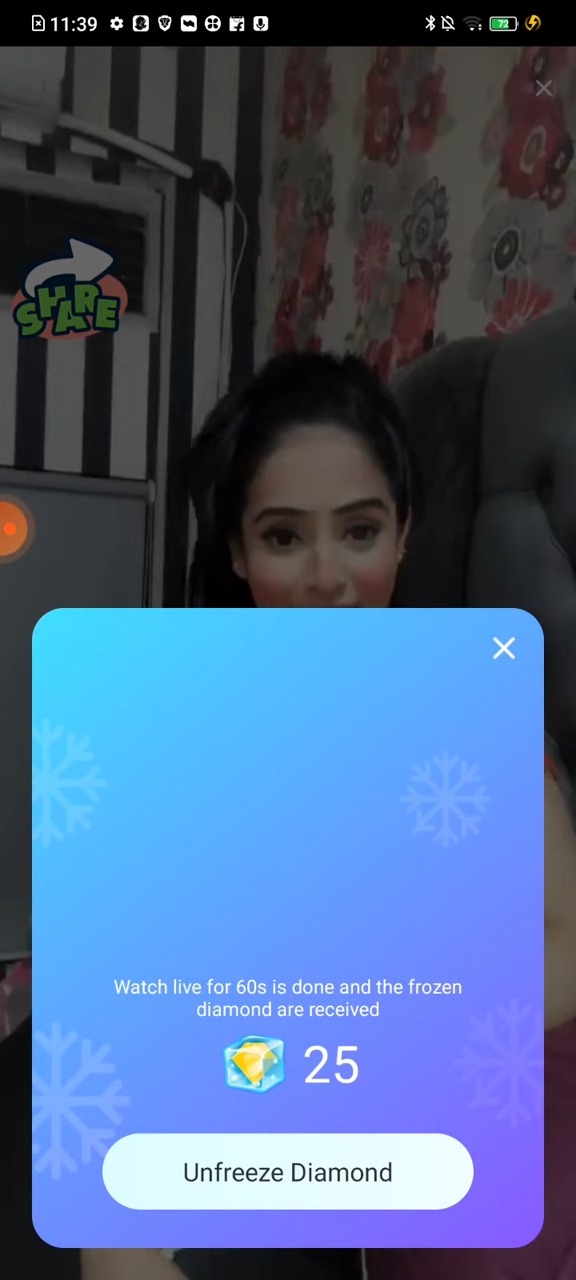 11:39
72
SHARE
Watch live for 60s is done and the frozen
diamond are received
25
Unfreeze Diamond